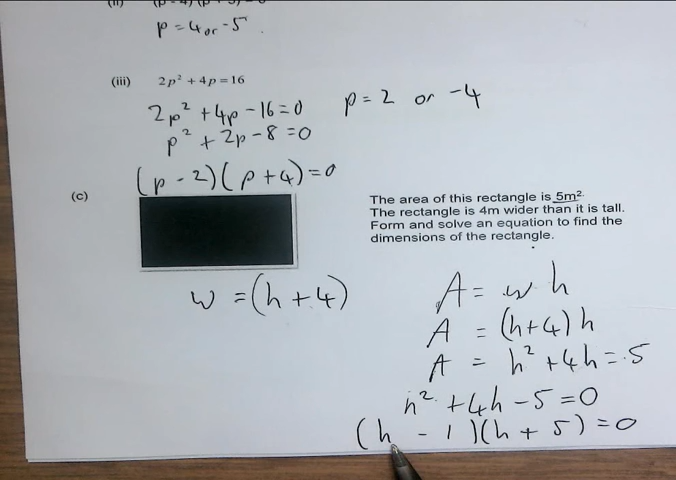 p = 4 or -5
(iii) 2p² + 4p = 16
2p² + 4p - 16 = 0
p² + 2p - 8 = 0
p = 2 or -4
(p - 2)(p + 4) = 0
(c)
The area of this rectangle is 5m².
The rectangle is 4m wider than it is tall.
Form and solve an equation to find the
dimensions of the rectangle.
w = (h + 4)
A = w h
A = (h+4) h
A = h² + 4h = 5
h² + 4h - 5 = 0
(h - 1)(h + 5) = 0